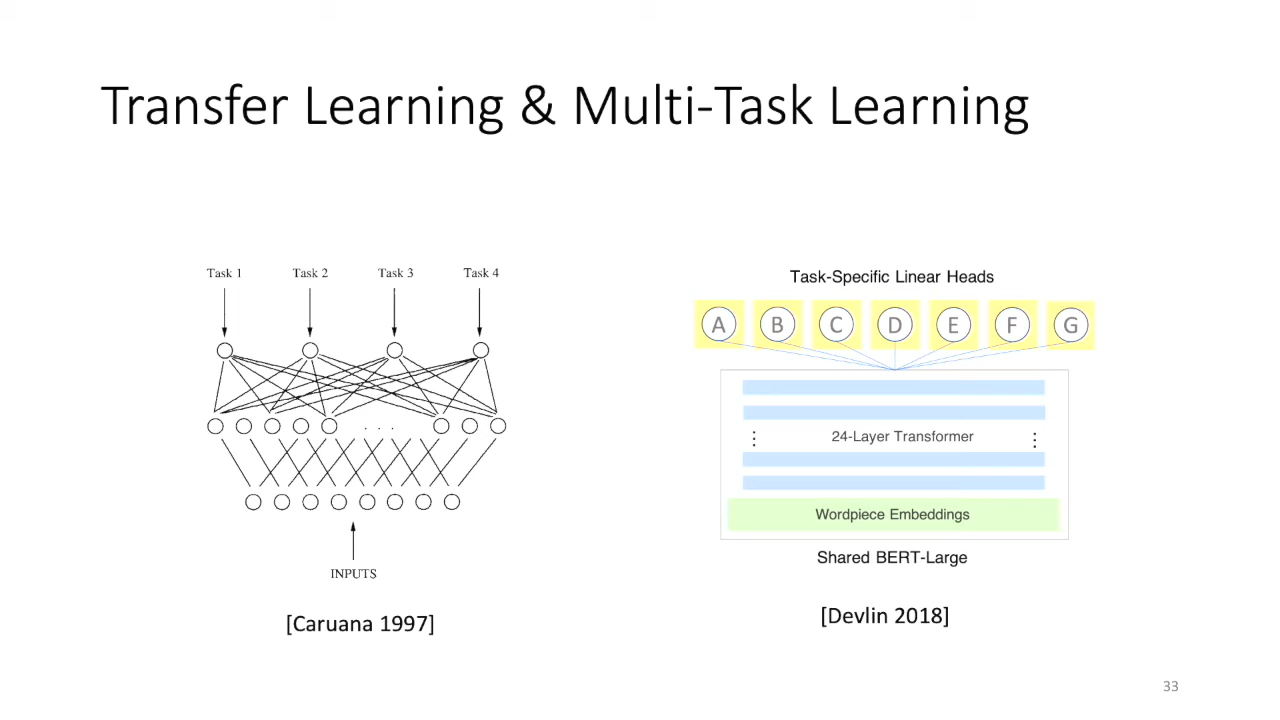 Transfer Learning & Multi-Task Learning
Task 1 Task 2 Task 3 Task 4
. . .
INPUTS
[Caruana 1997]
Task-Specific Linear Heads
A B C D E F G
24-Layer Transformer
Wordpiece Embeddings
Shared BERT-Large
[Devlin 2018]
33